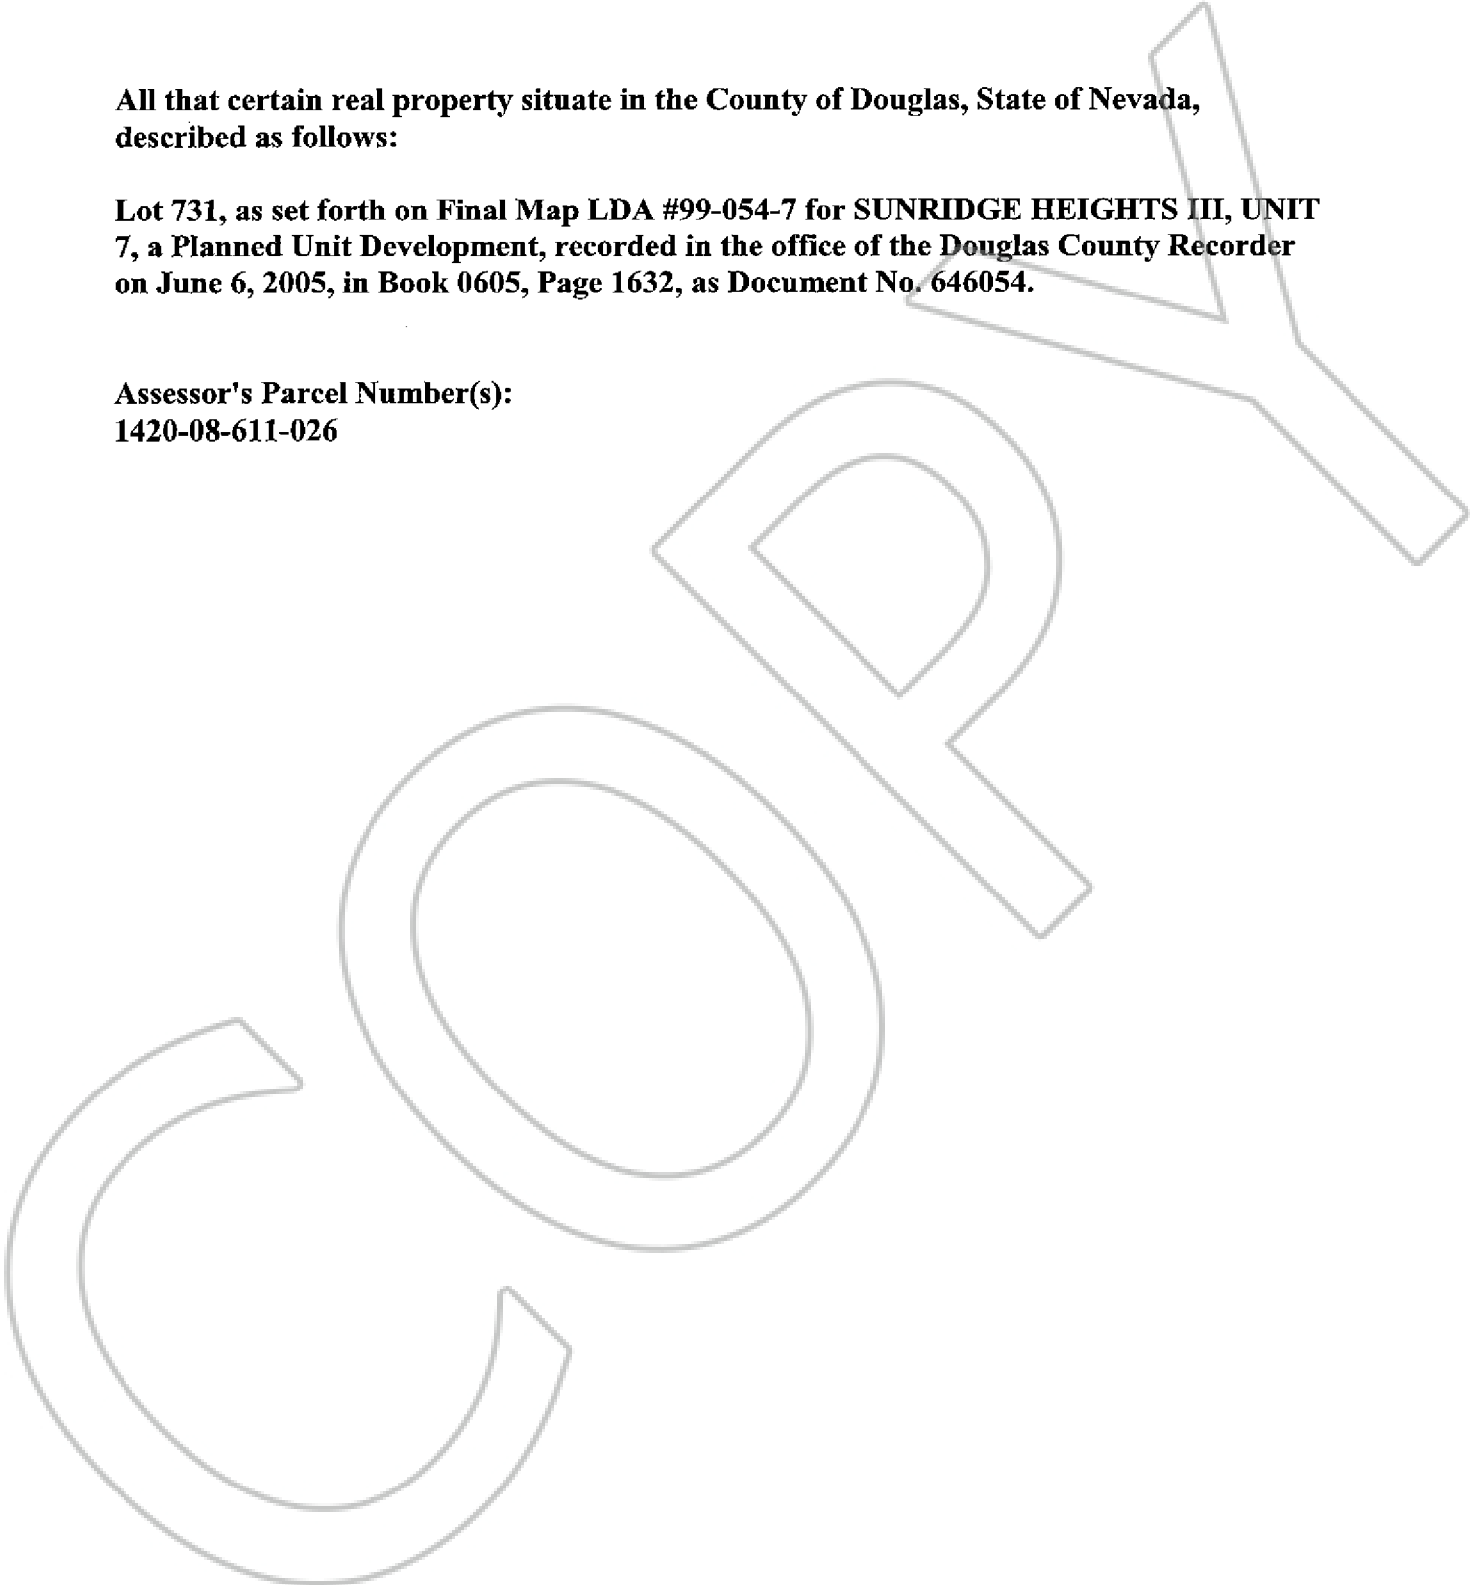 All that certain real property situate in the County of Douglas, State of Nevada,
described as follows:
Lot 731, as set forth on Final Map LDA #99-054-7 for SUNRIDGE HEIGHTS III, UNIT
7, a Planned Unit Development, recorded in the office of the Douglas County Recorder
on June 6, 2005, in Book 0605, Page 1632, as Document No. 646054.
Assessor's Parcel Number(s):
1420-08-611-026
COPY